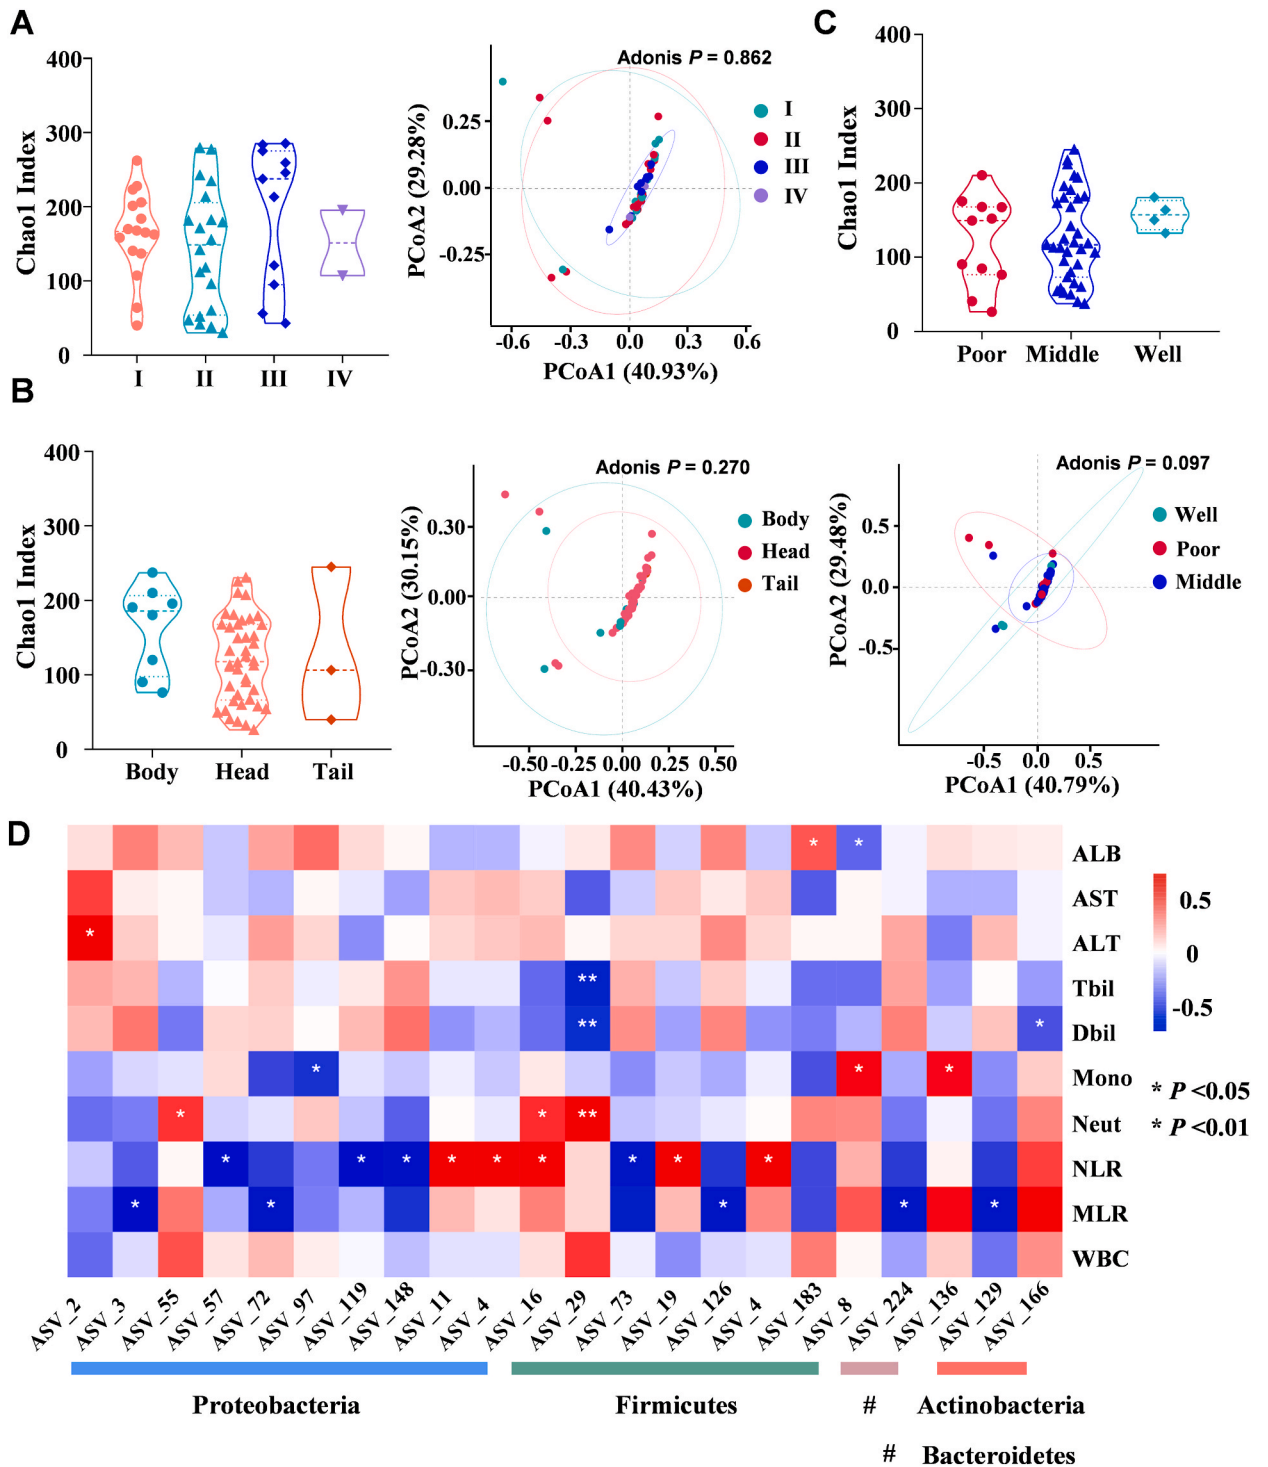 A
400
300
200
100
0
Chao1 Index
I
II
III
IV
Adonis P = 0.862
0.25
0.00
-0.25
PCoA2 (29.28%)
-0.6
-0.3
0.0
0.3
0.6
PCoA1 (40.93%)
I
II
III
IV
C
400
300
200
100
0
Chao1 Index
Poor
Middle
Well
B
400
300
200
100
0
Chao1 Index
Body
Head
Tail
Adonis P = 0.270
0.30
0.00
-0.30
PCoA2 (30.15%)
-0.50
-0.25
0.00
0.25
0.50
PCoA1 (40.43%)
Body
Head
Tail
Adonis P = 0.097
0.5
0.0
-0.5
PCoA2 (29.48%)
-0.5
0.0
0.5
PCoA1 (40.79%)
Well
Poor
Middle
D
* *
*
**
** *
* * *
* * **
* * * * * * * * *
* * * * *
ALB
AST
ALT
Tbil
Dbil
Mono
Neut
NLR
MLR
WBC
0.5
0
-0.5
* P <0.05
* P <0.01
ASV_2
ASV_3
ASV_55
ASV_57
ASV_72
ASV_97
ASV_119
ASV_148
ASV_11
ASV_4
ASV_16
ASV_29
ASV_73
ASV_19
ASV_126
ASV_4
ASV_183
ASV_8
ASV_224
ASV_136
ASV_129
ASV_166
Proteobacteria
Firmicutes
#
Actinobacteria
# Bacteroidetes